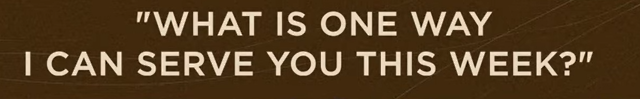 "WHAT IS ONE WAY
I CAN SERVE YOU THIS WEEK?"